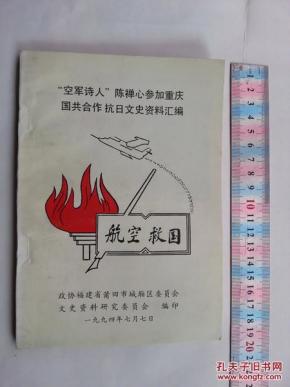 “空军诗人”陈禅心参加重庆
国共合作抗日文史资料汇编
航空救国
政协福建省莆田市城厢区委员会
文史资料研究委员会 编印
一九九四年七月七日